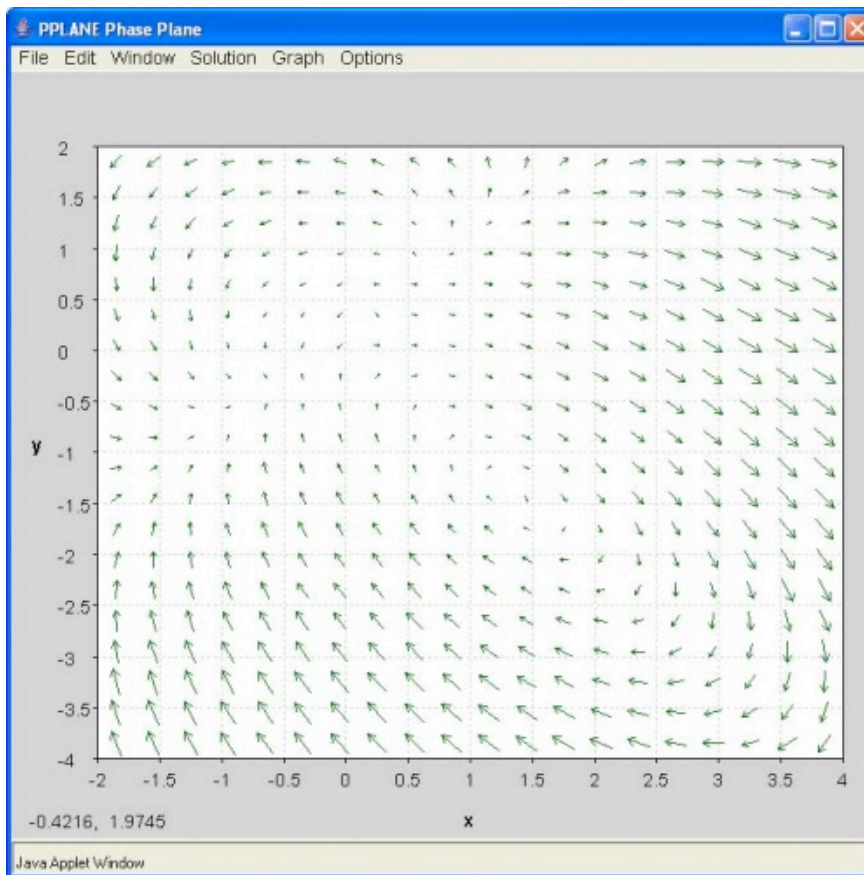 PPLANE Phase Plane
File Edit Window Solution Graph Options
2
1.5
1
0.5
0
-0.5
y
-1
-1.5
-2
-2.5
-3
-3.5
-4
-2 -1.5 -1 -0.5 0 0.5 1 1.5 2 2.5 3 3.5 4
-0.4216, 1.9745 x
Java Applet Window